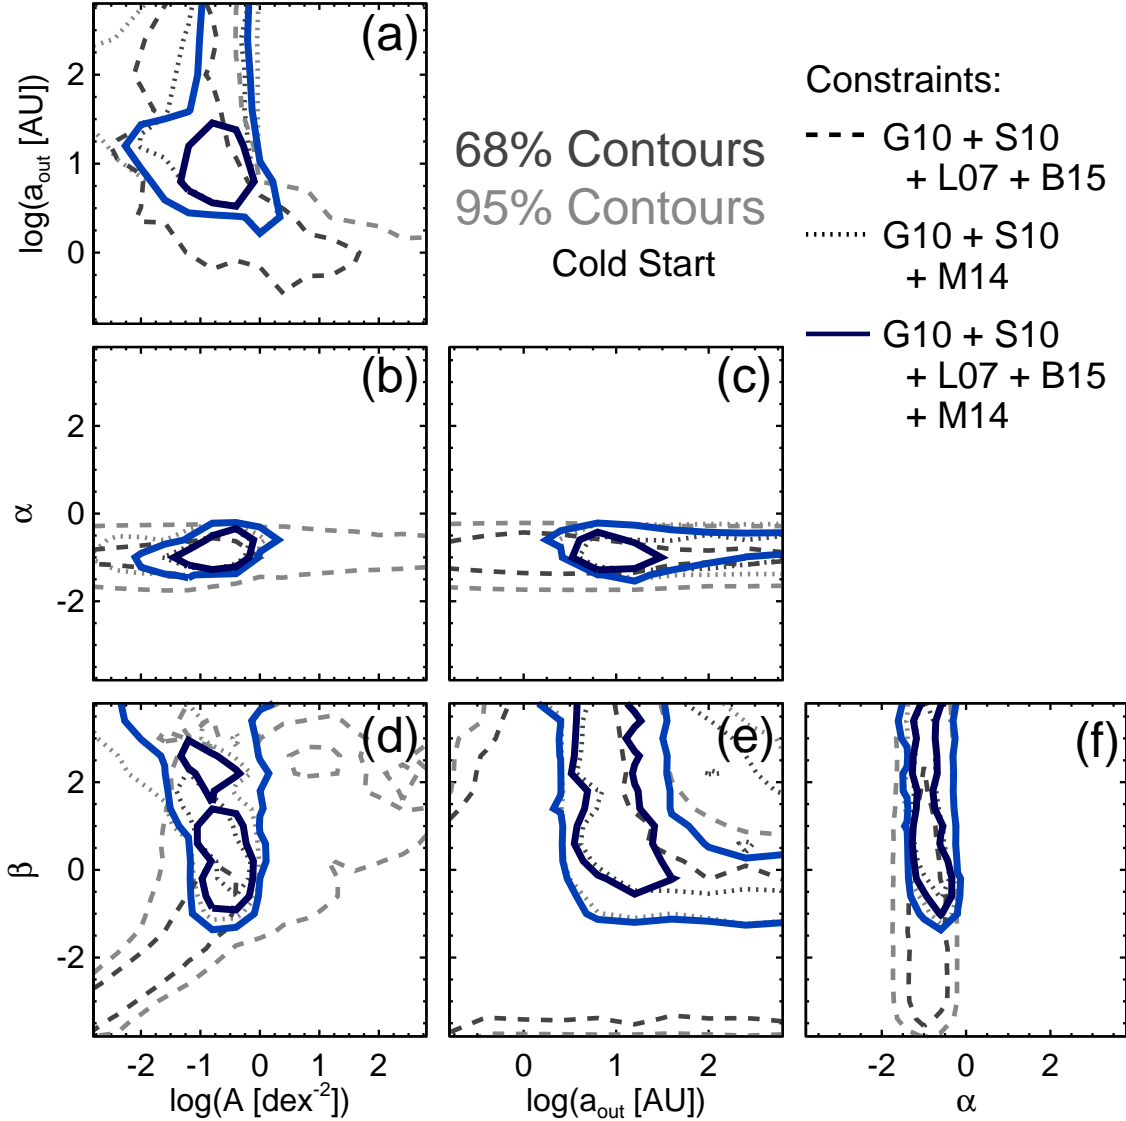 (a)
2
1
0
log(a_out [AU])
68% Contours
95% Contours
Cold Start
Constraints:
G10 + S10
+ L07 + B15
G10 + S10
+ M14
G10 + S10
+ L07 + B15
+ M14
(b)
2
0
-2
α
(c)
(d)
2
0
-2
β
-2 -1 0 1 2
log(A [dex⁻²])
(e)
0 1 2
log(a_out [AU])
(f)
-2 0
α